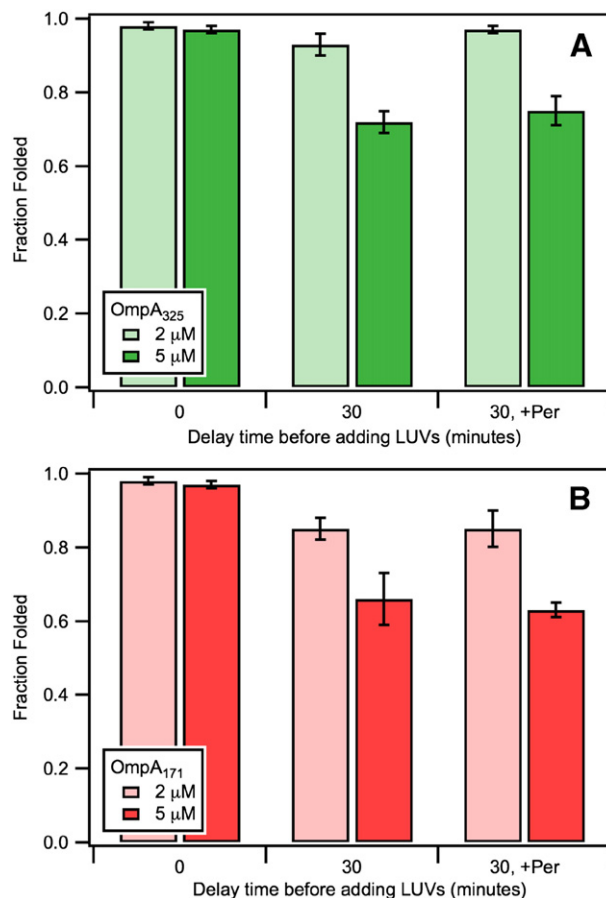 A
Fraction Folded
1.0
0.8
0.6
0.4
0.2
0.0
OmpA₃₂₅
2 μM
5 μM
0 30 30, +Per
Delay time before adding LUVs (minutes)
B
Fraction Folded
1.0
0.8
0.6
0.4
0.2
0.0
OmpA₁₇₁
2 μM
5 μM
0 30 30, +Per
Delay time before adding LUVs (minutes)